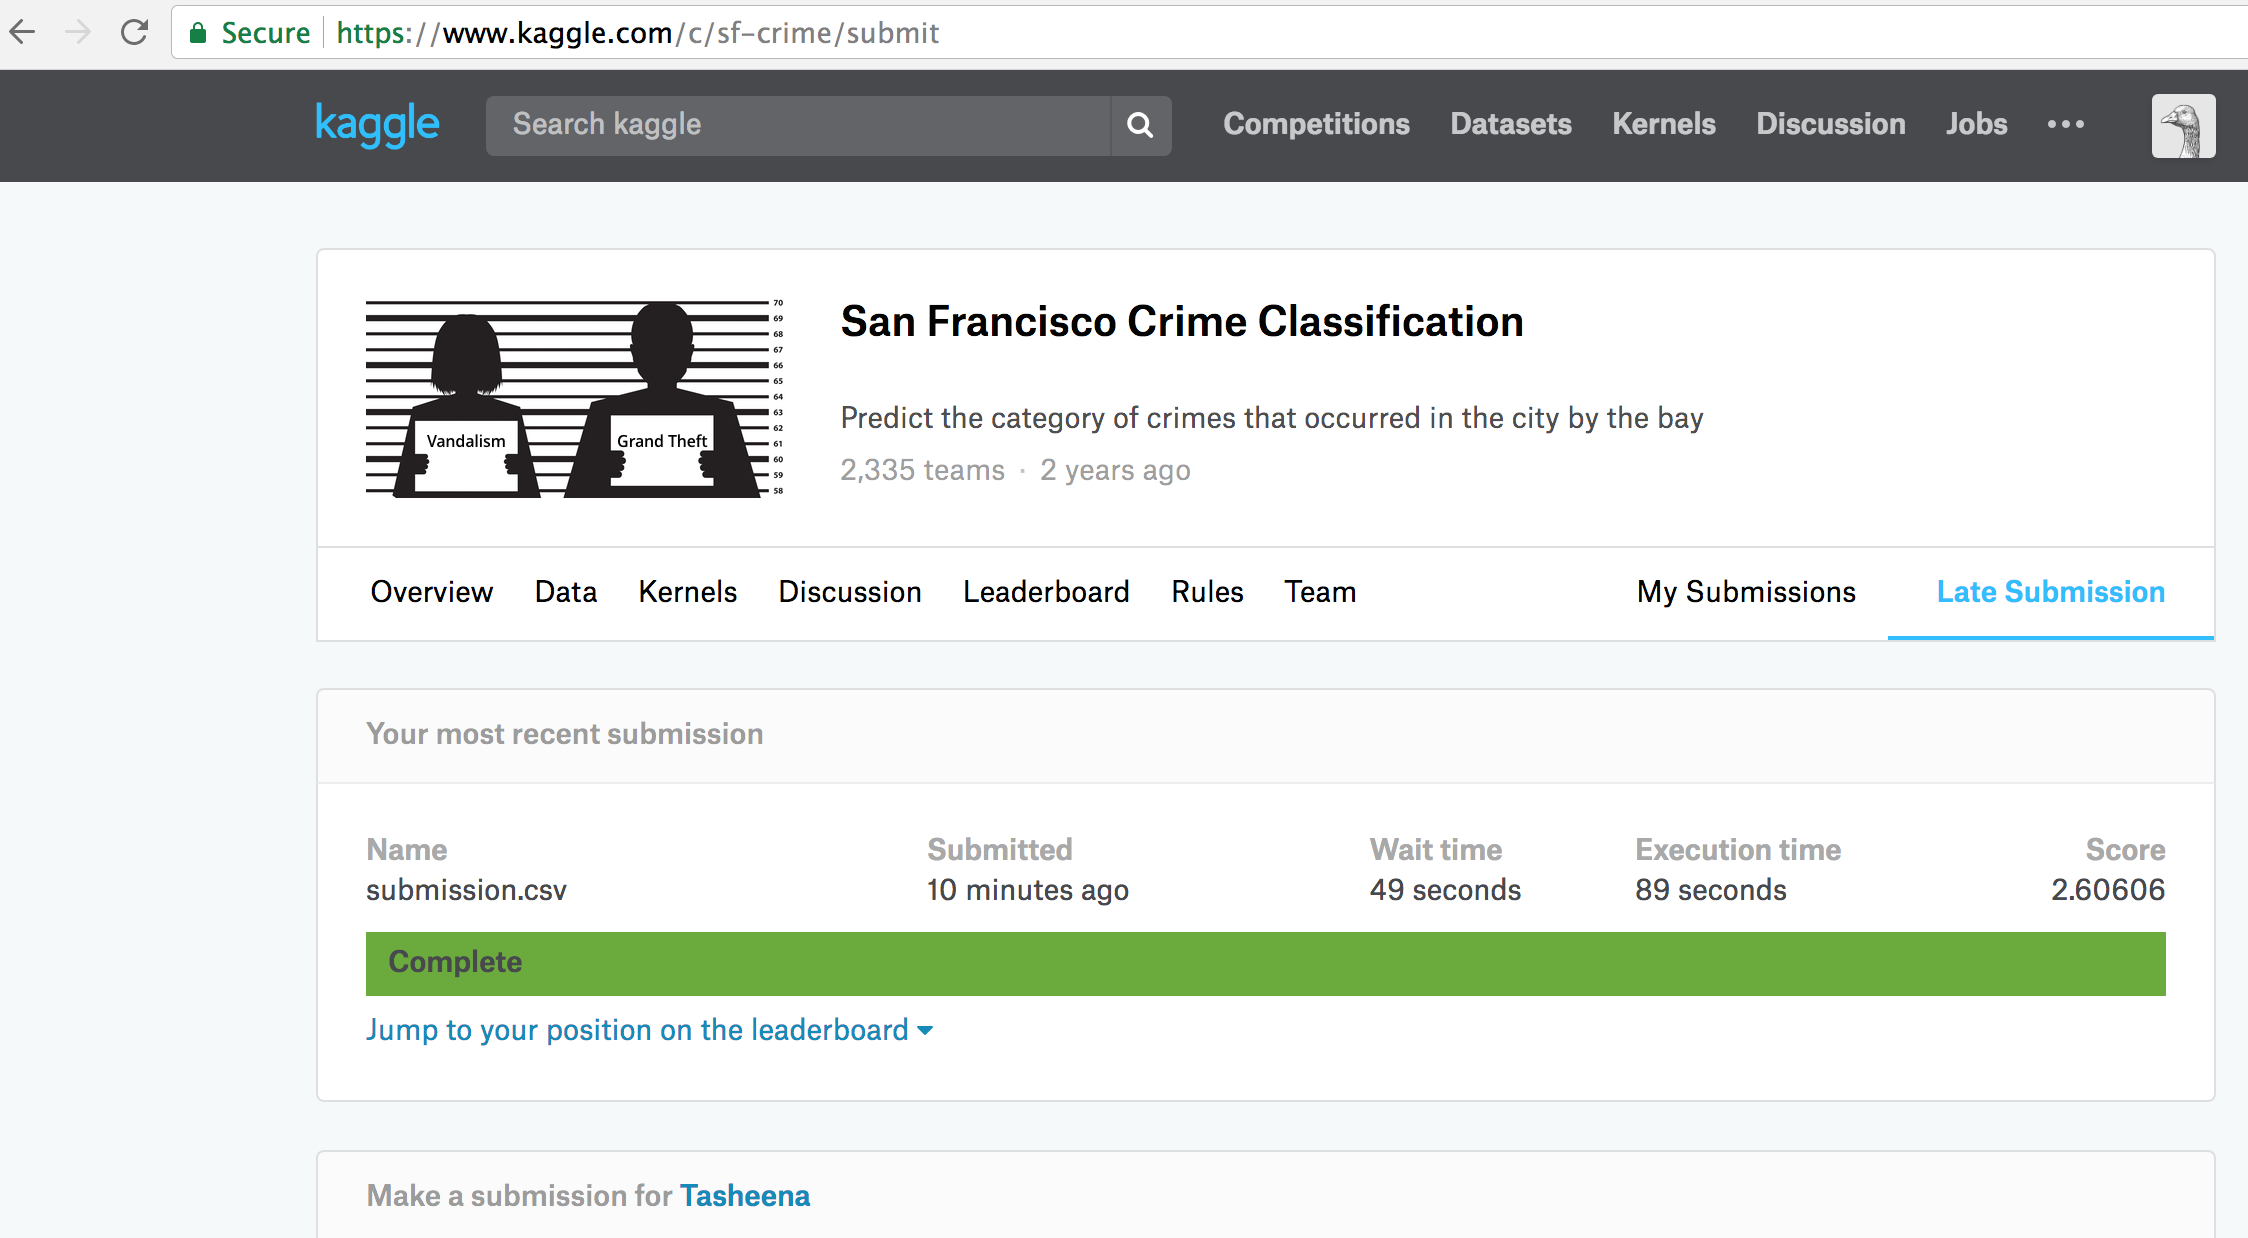 Secure https://www.kaggle.com/c/sf-crime/submit
kaggle Search kaggle Competitions Datasets Kernels Discussion Jobs •••
70
69
68
67
66
65
64
63
62
61
60
59
58
Vandalism
Grand Theft
San Francisco Crime Classification
Predict the category of crimes that occurred in the city by the bay
2,335 teams · 2 years ago
Overview Data Kernels Discussion Leaderboard Rules Team My Submissions Late Submission
Your most recent submission
Name Submitted Wait time Execution time Score
submission.csv 10 minutes ago 49 seconds 89 seconds 2.60606
Complete
Jump to your position on the leaderboard
Make a submission for Tasheena